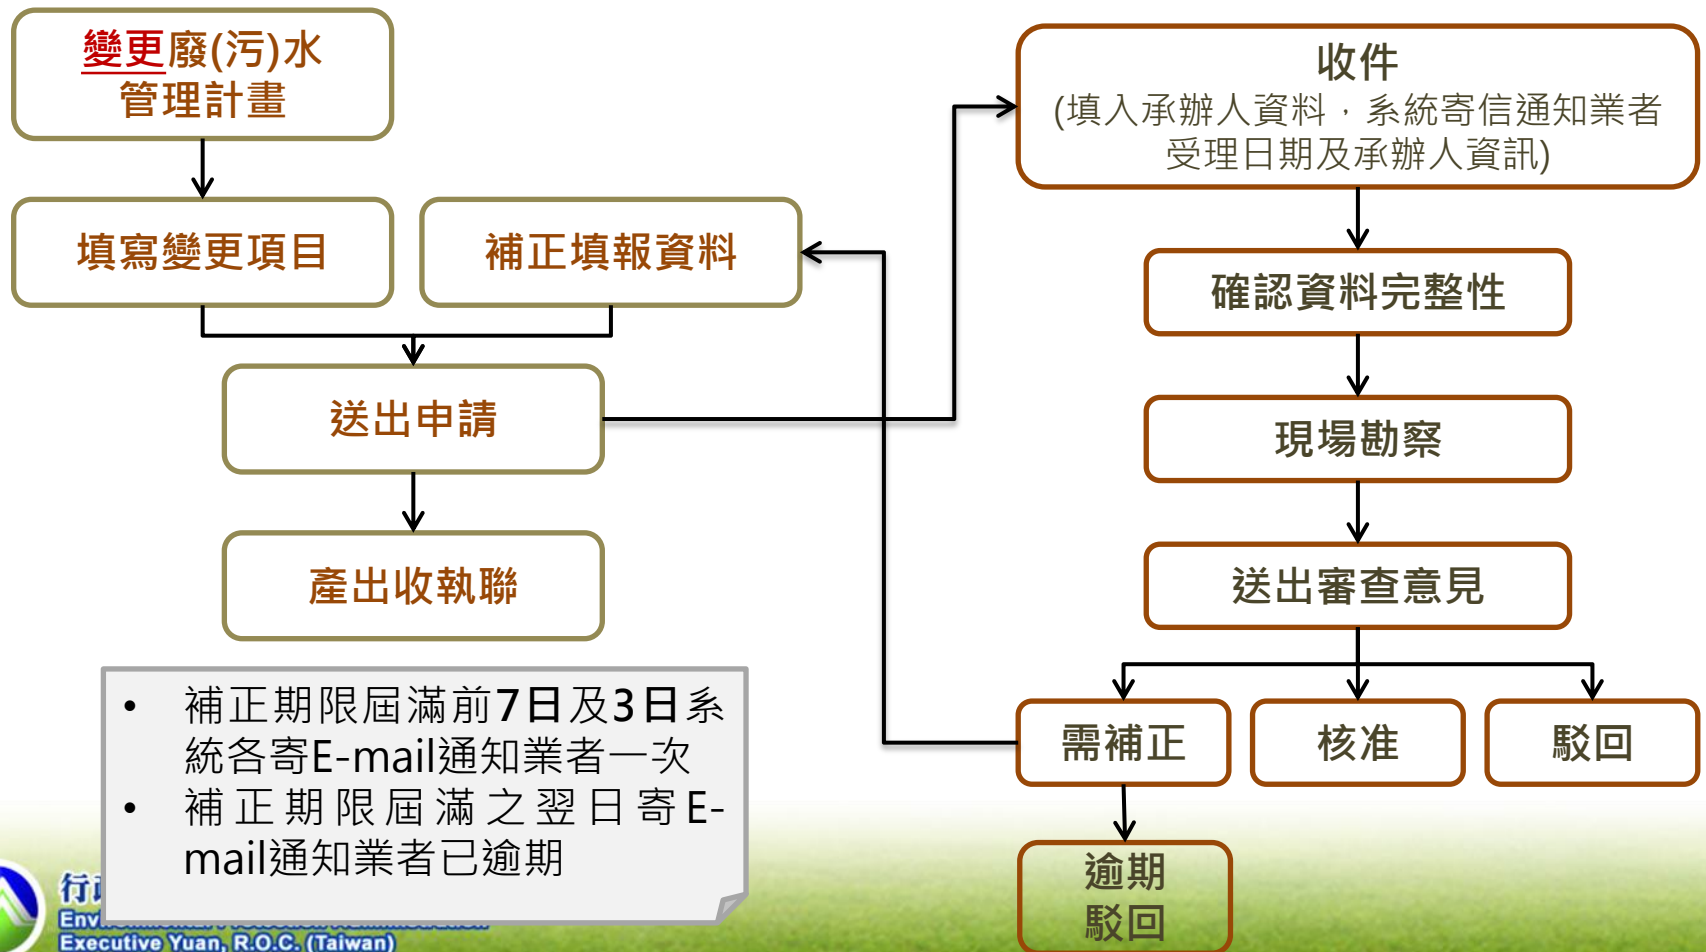 變更廢(污)水
管理計畫
填寫變更項目
補正填報資料
送出申請
產出收執聯
收件
(填入承辦人資料，系統寄信通知業者
受理日期及承辦人資訊)
確認資料完整性
現場勘察
送出審查意見
需補正
核准
駁回
逾期
駁回
• 補正期限屆滿前7日及3日系
統各寄E-mail通知業者一次
• 補正期限屆滿之翌日寄E-
mail通知業者已逾期
Executive Yuan, R.O.C. (Taiwan)